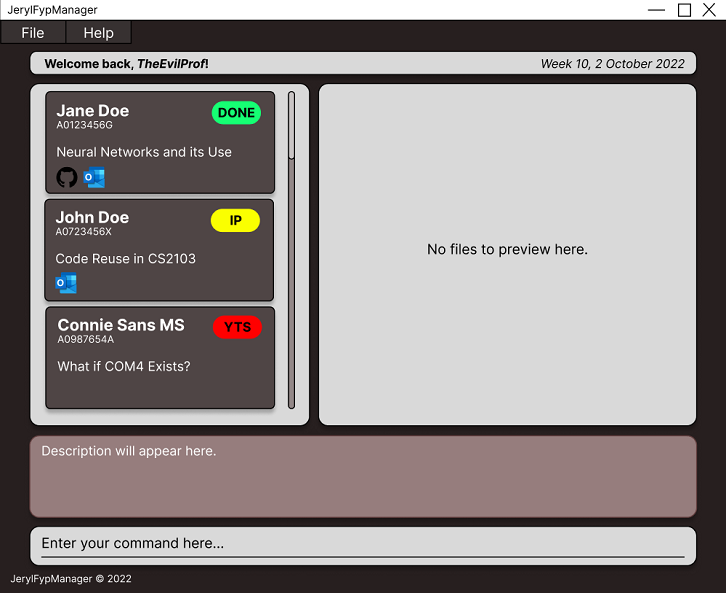 JerylFypManager
File Help
Welcome back, TheEvilProf! Week 10, 2 October 2022
Jane Doe DONE
A0123456G
Neural Networks and its Use
John Doe IP
A0723456X
Code Reuse in CS2103
Connie Sans MS YTS
A0987654A
What if COM4 Exists?
No files to preview here.
Description will appear here.
Enter your command here...
JerylFypManager © 2022